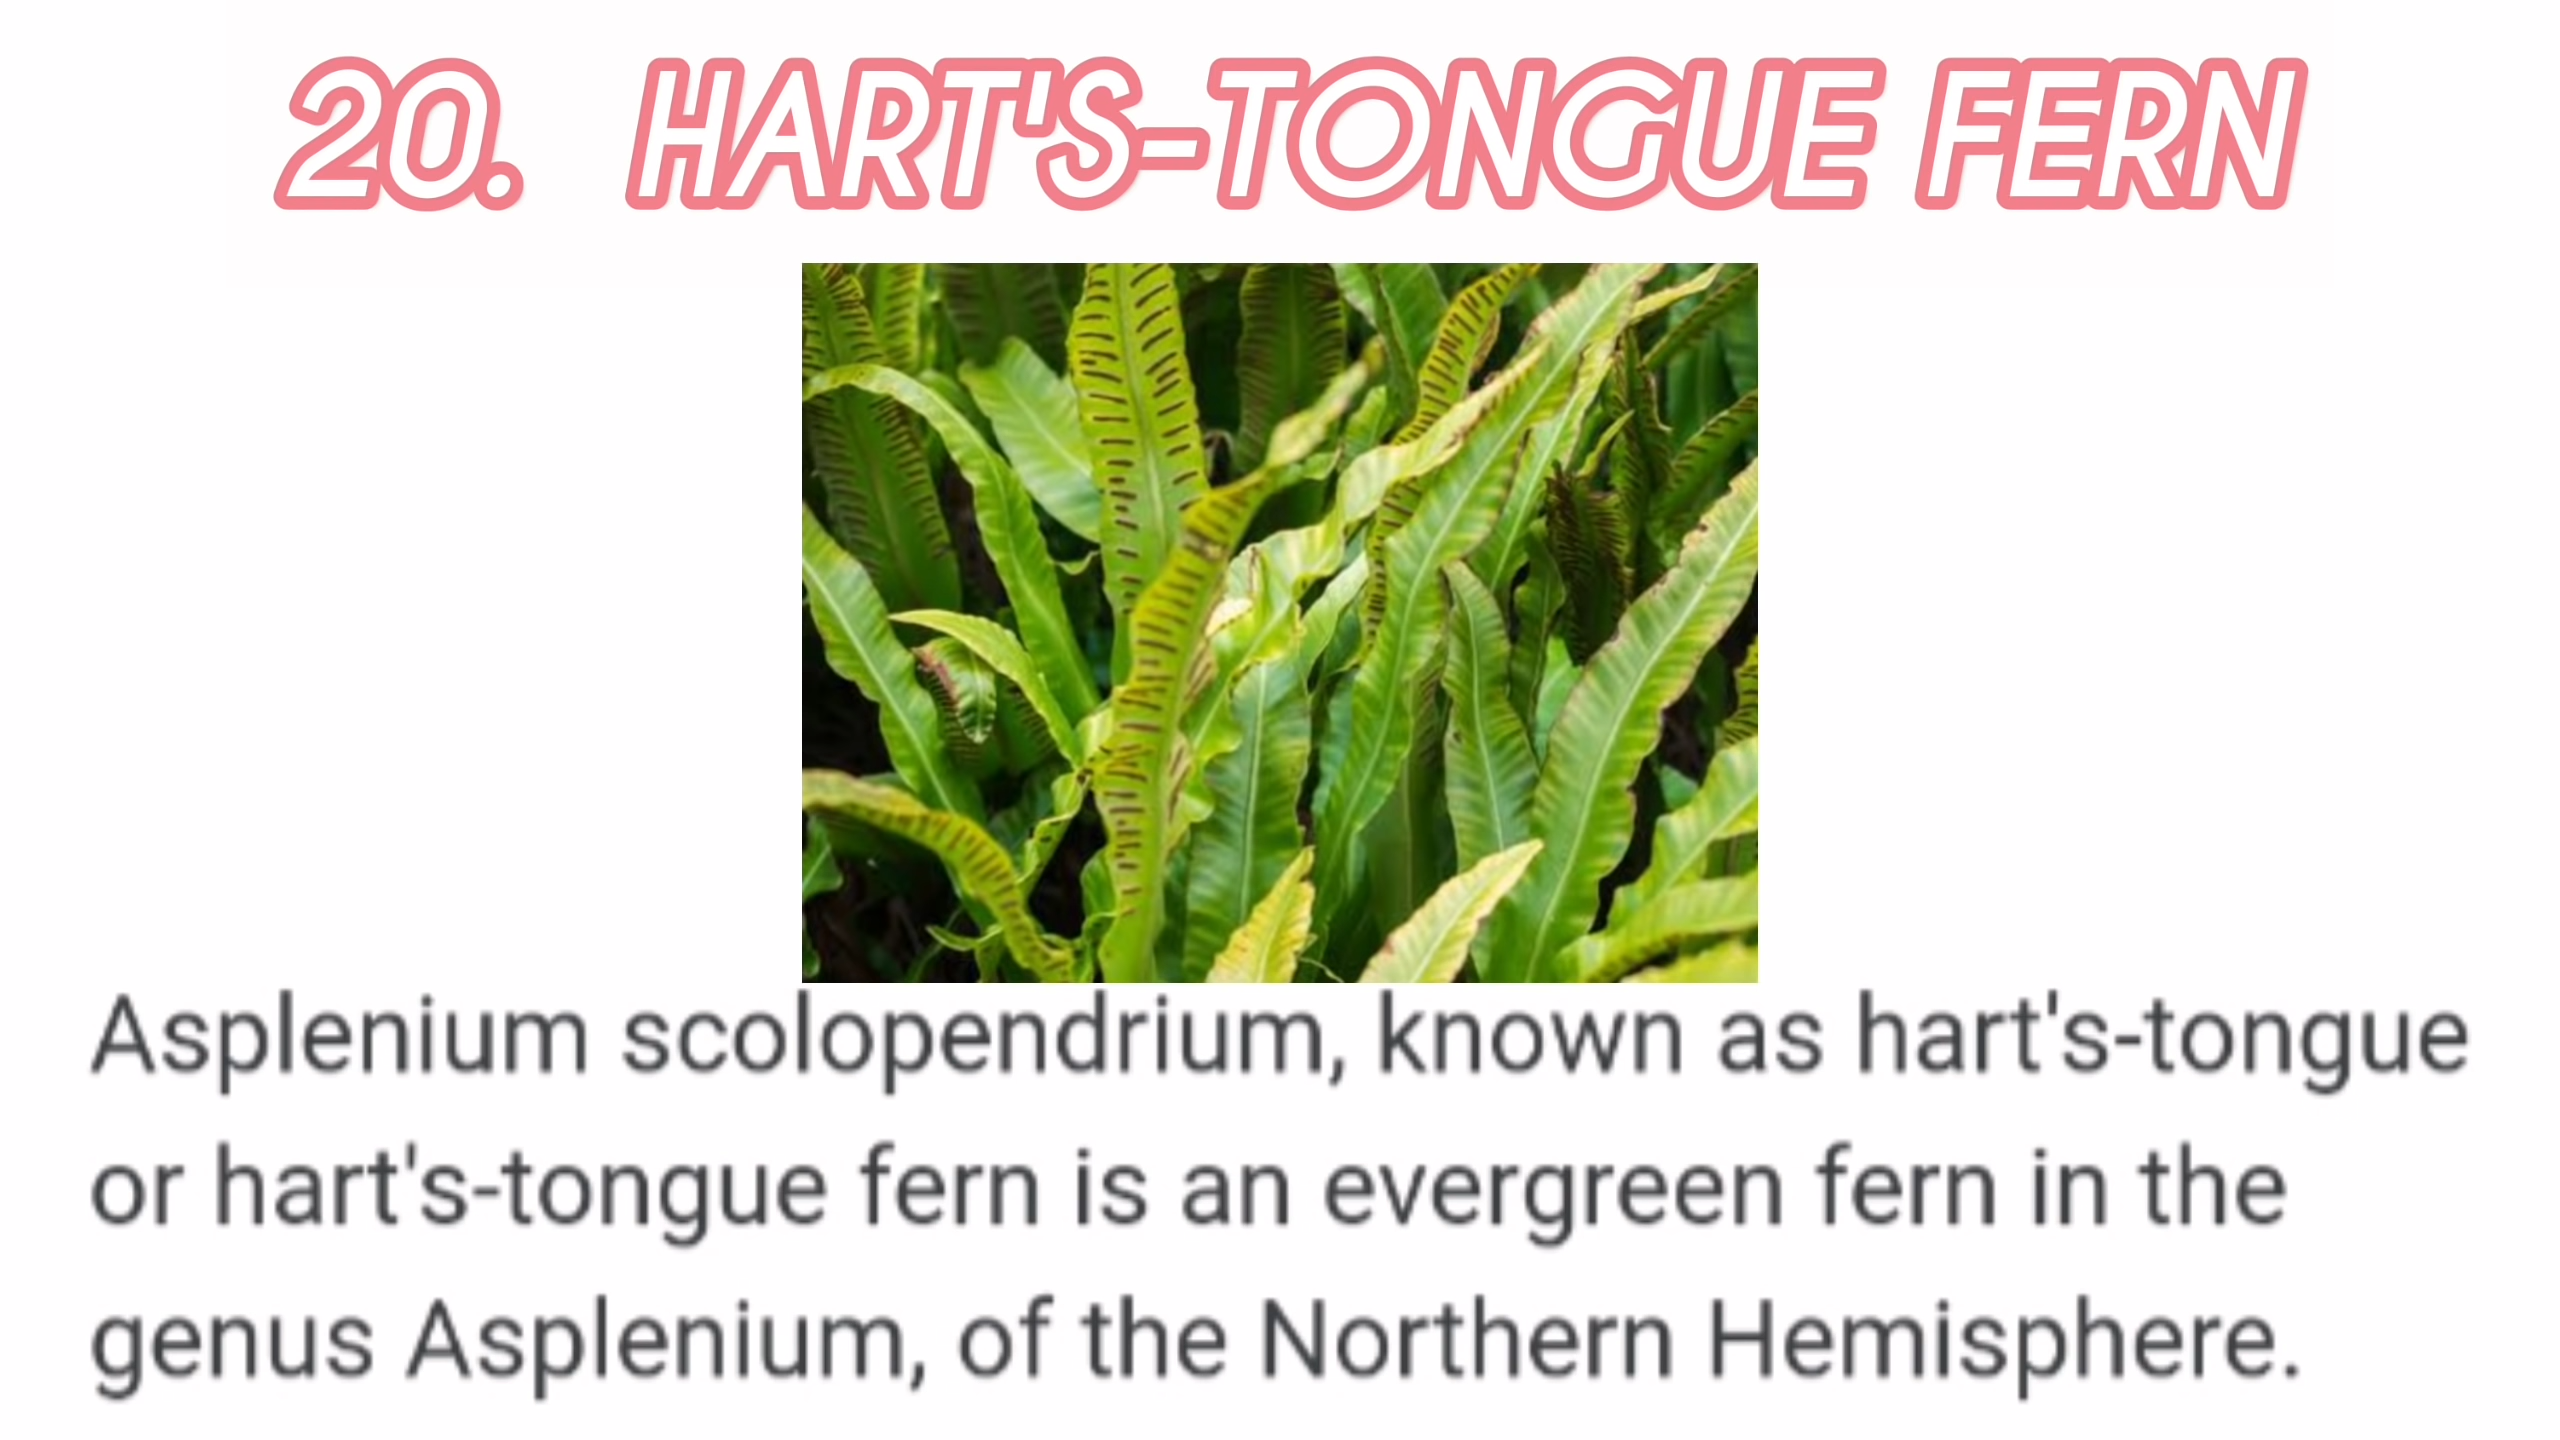 20. HART'S-TONGUE FERN
Asplenium scolopendrium, known as hart's-tongue
or hart's-tongue fern is an evergreen fern in the
genus Asplenium, of the Northern Hemisphere.